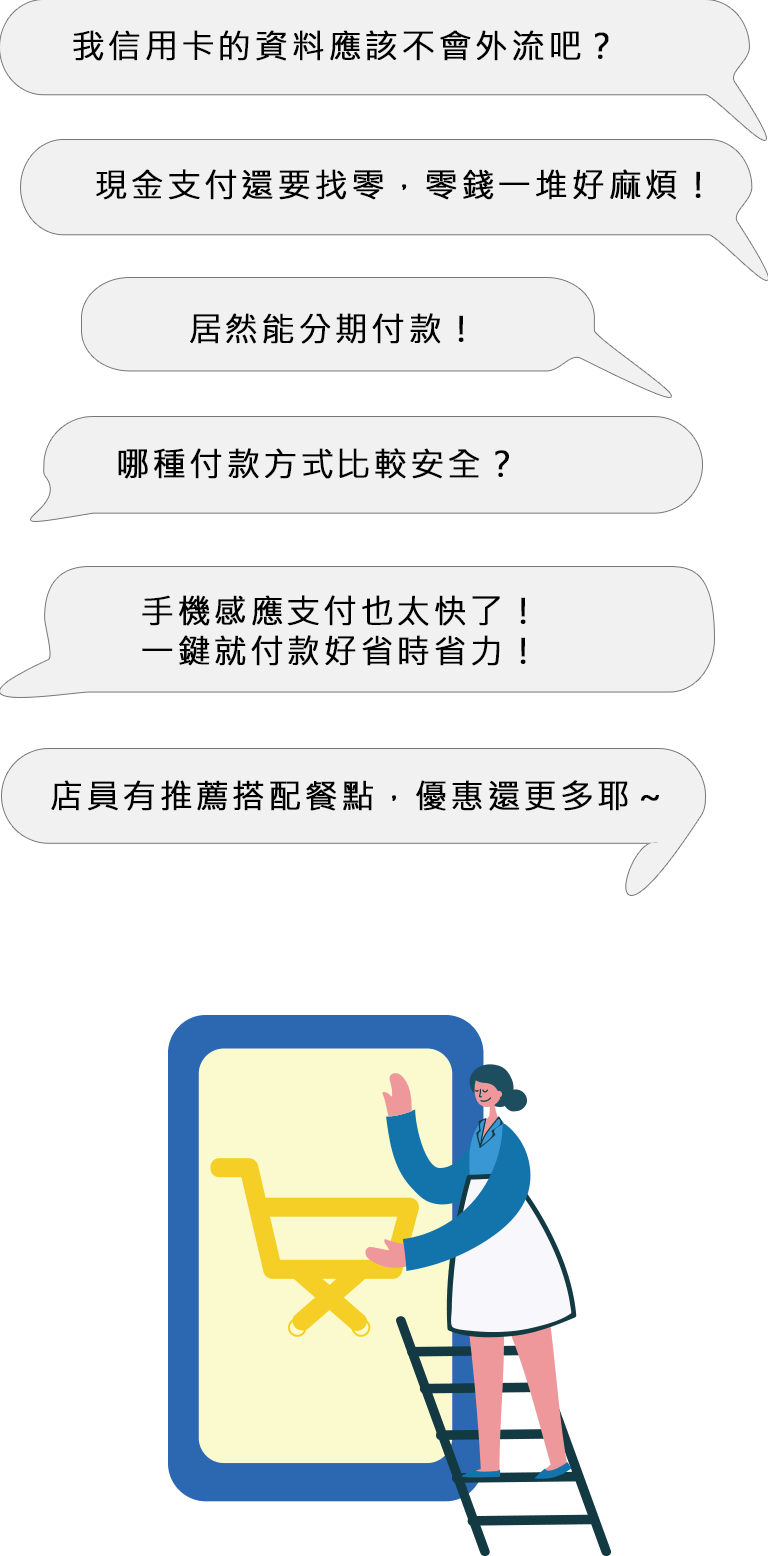 我信用卡的資料應該不會外流吧？
現金支付還要找零，零錢一堆好麻煩！
居然能分期付款！
哪種付款方式比較安全？
手機感應支付也太快了！
一鍵就付款好省時省力！
店員有推薦搭配餐點，優惠還更多耶～